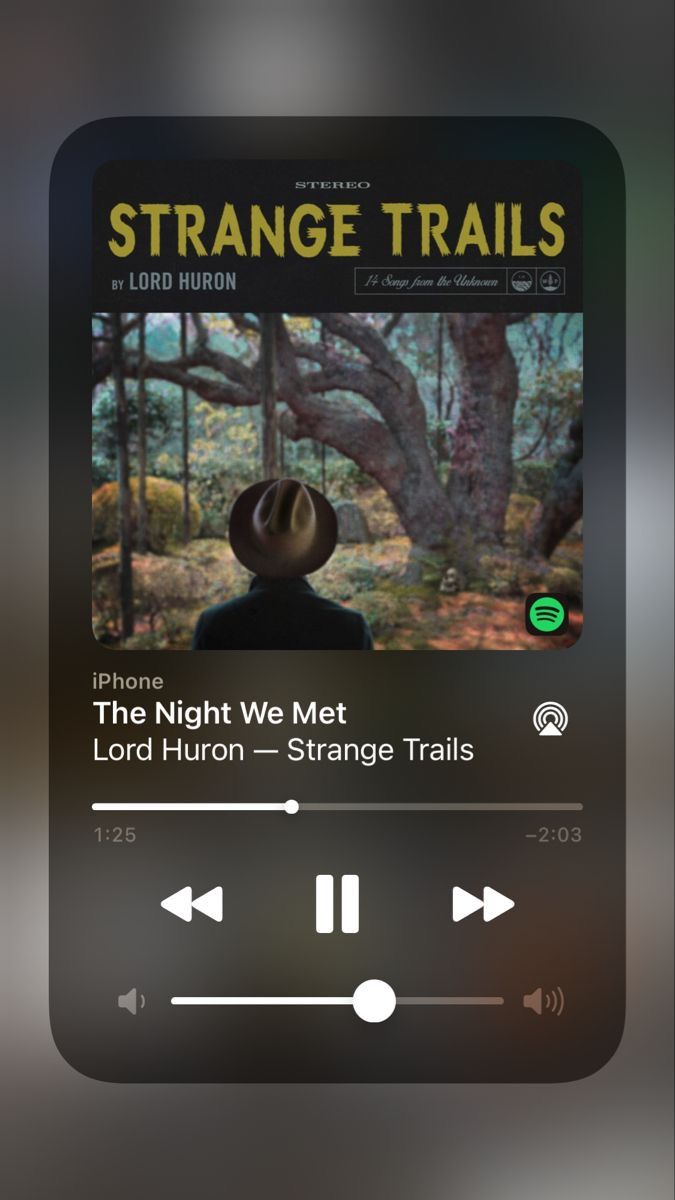 STEREO
STRANGE TRAILS
BY LORD HURON
14 Songs from the Unknown
iPhone
The Night We Met
Lord Huron — Strange Trails
1:25
−2:03